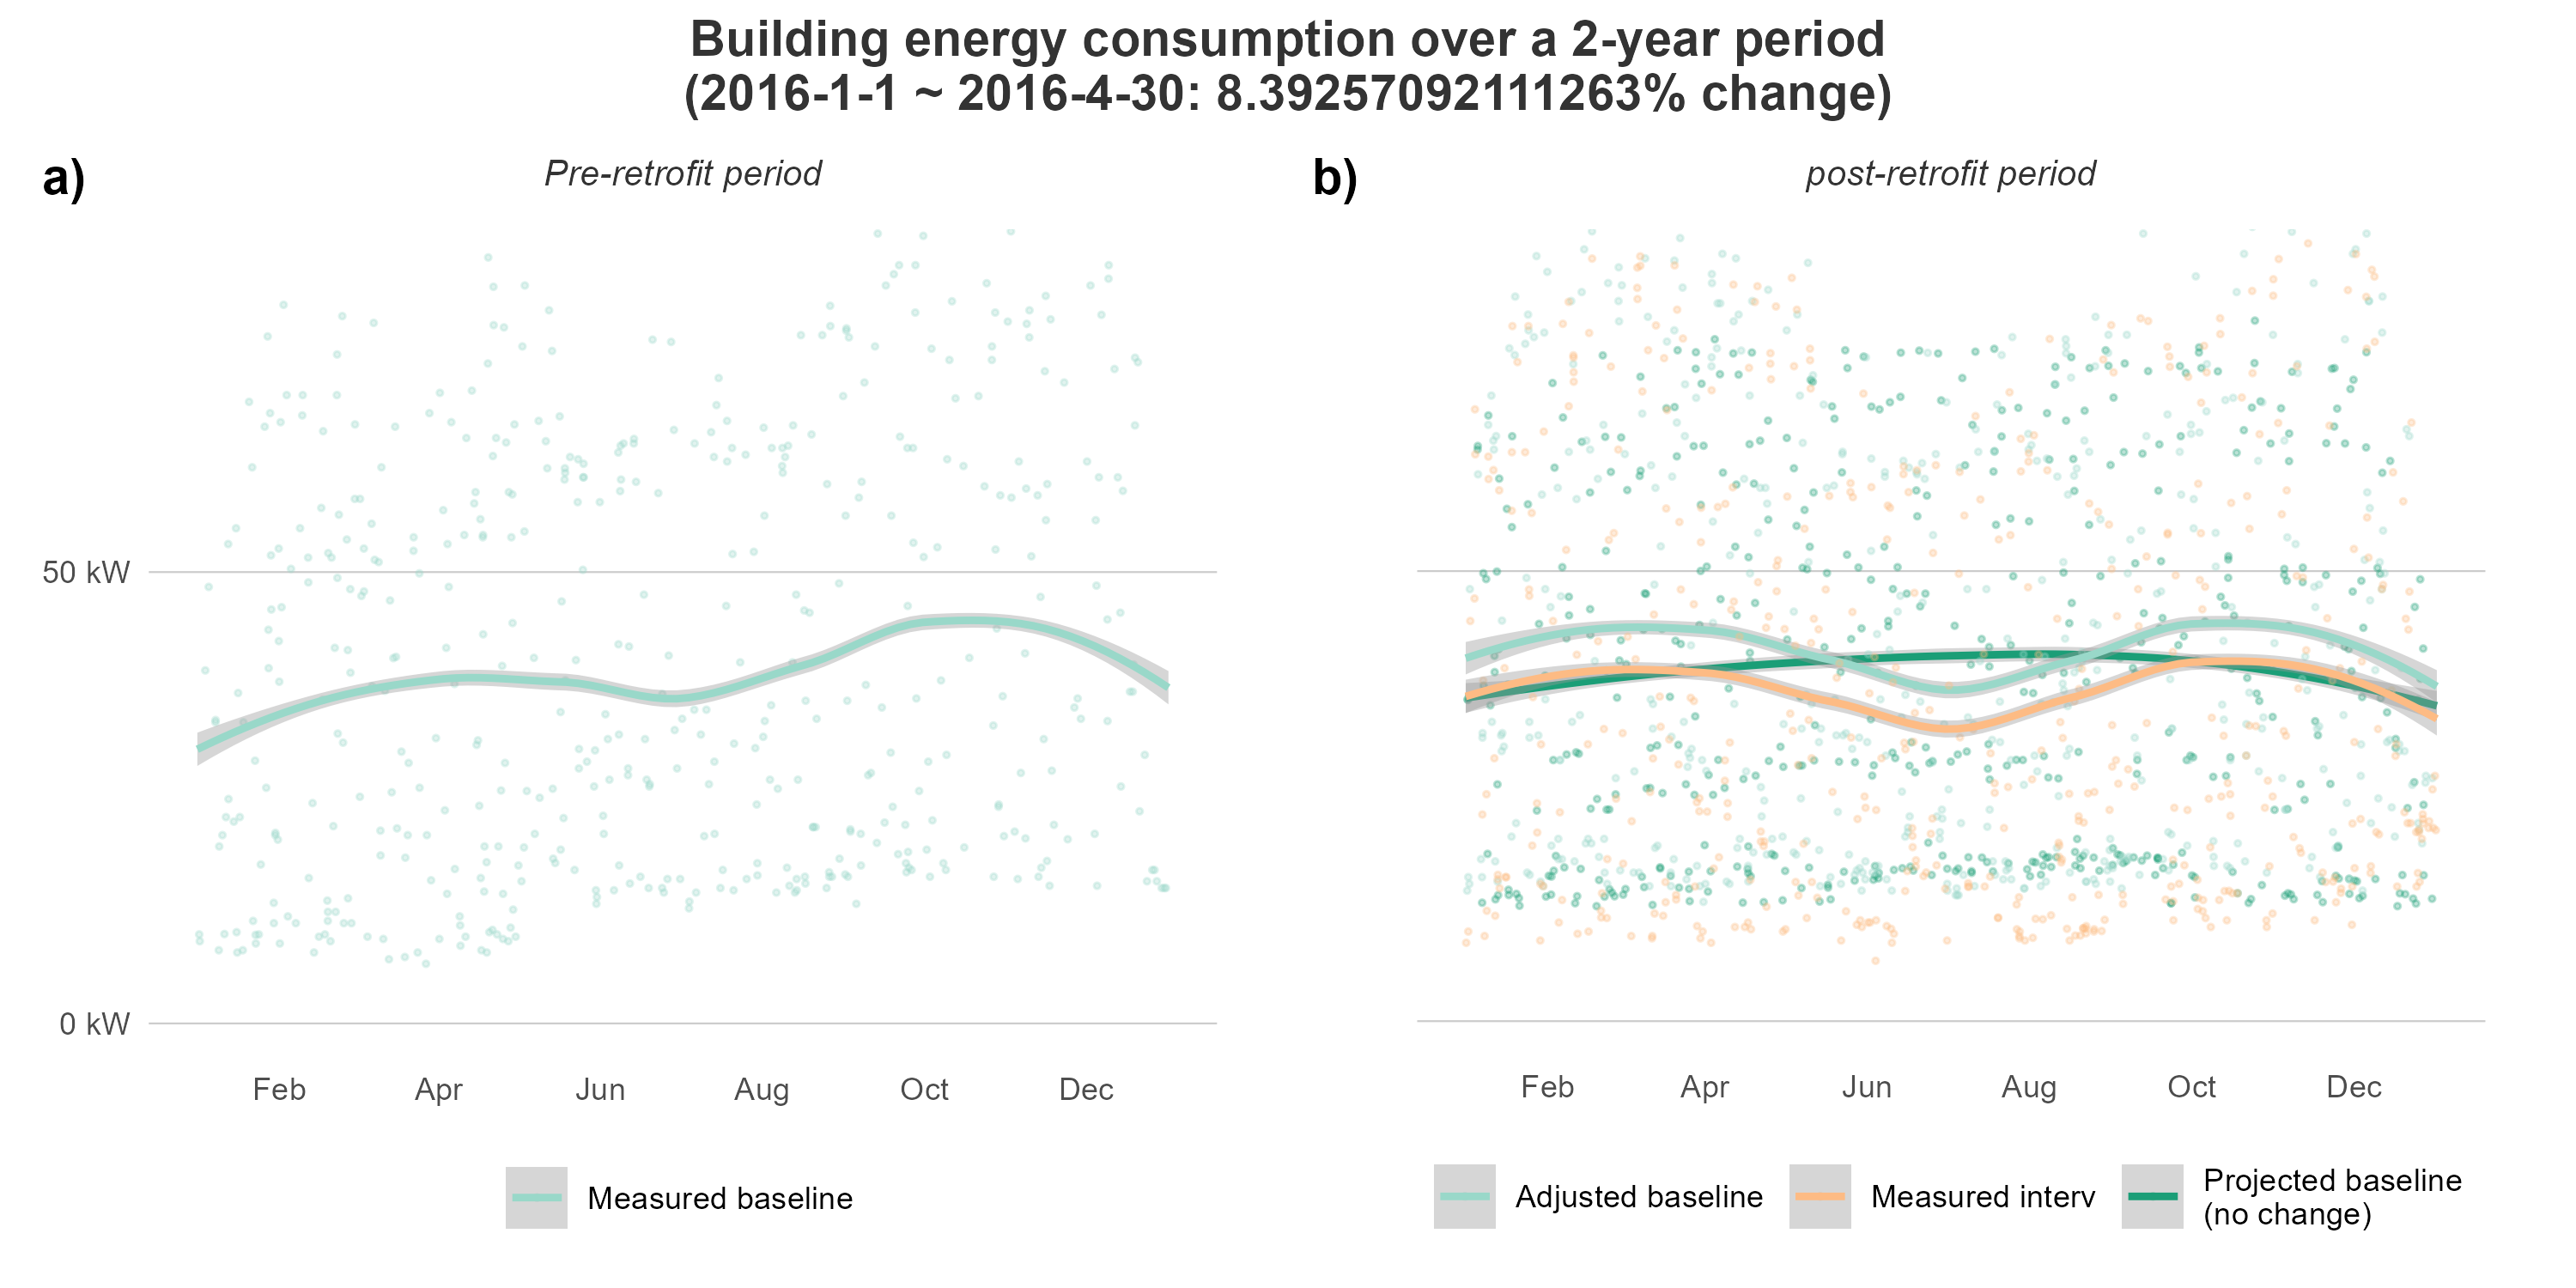 Building energy consumption over a 2-year period
(2016-1-1 ~ 2016-4-30: 8.39257092111263% change)
a)
Pre-retrofit period
50 kW
0 kW
Feb Apr Jun Aug Oct Dec
Measured baseline
b)
post-retrofit period
Feb Apr Jun Aug Oct Dec
Adjusted baseline
Measured interv
Projected baseline
(no change)